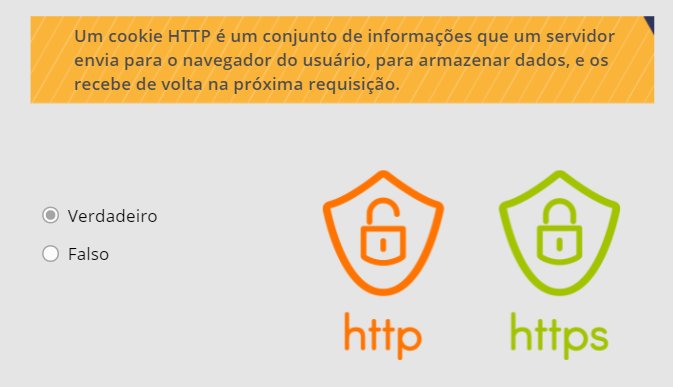 Um cookie HTTP é um conjunto de informações que um servidor
envia para o navegador do usuário, para armazenar dados, e os
recebe de volta na próxima requisição.
Verdadeiro
Falso
http
https